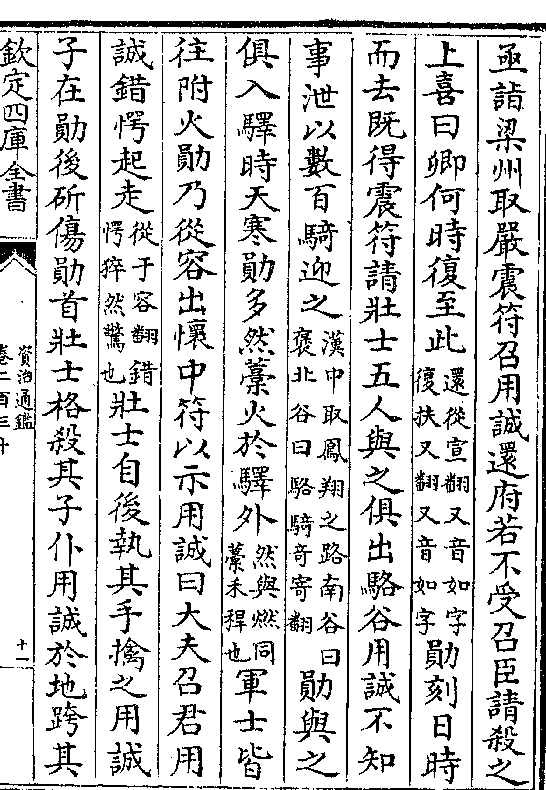 亟詣梁州取嚴震符召用誠還府若不受召臣請殺之
上喜曰卿何時復至此還從宣翻又音如字復扶又翻又音如字勛刻日時
而去既得震符請壯士五人與之俱出駱谷用誠不知
事泄以數百騎迎之漢中取鳳翔之路南谷曰褒北谷曰駱騎奇寄翻勛與之
俱入驛時天寒勛多然藁火於驛外然與燃同藁禾稈也軍士皆
往附火勛乃從容出懷中符以示用誠曰大夫召君用
誠錯愕起走從于容翻錯愕猝然驚也壯士自後執其手擒之用誠
子在勛後斫傷勛首壯士格殺其子仆用誠於地跨其
欽定四庫全書
資治通鑑
卷二百三十
十一